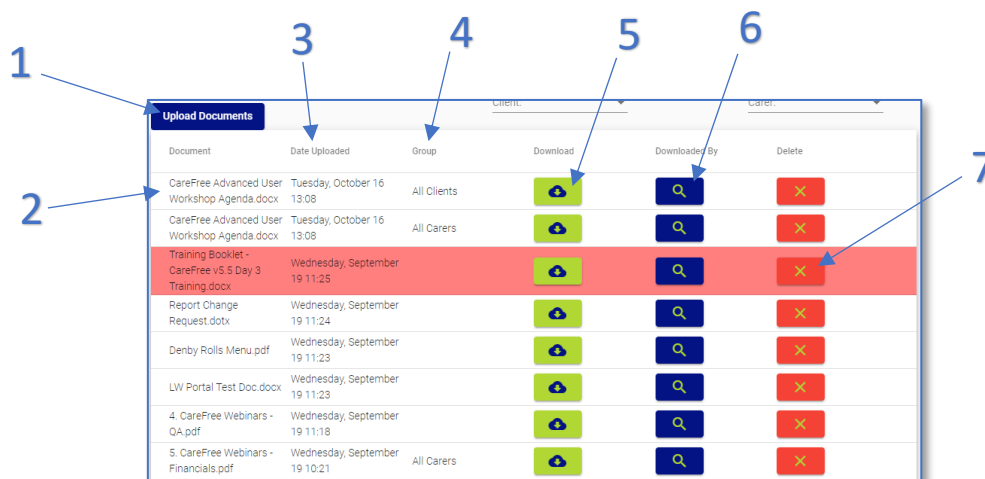 1
2
3
4
5
6
7
Upload Documents
Client:
Carer:
Document Date Uploaded Group Download Downloaded By Delete
CareFree Advanced User
Workshop Agenda.docx
Tuesday, October 16
13:08
All Clients
CareFree Advanced User
Workshop Agenda.docx
Tuesday, October 16
13:08
All Carers
Training Booklet -
CareFree v5.5 Day 3
Training.docx
Wednesday, September
19 11:25
Report Change
Request.dotx
Wednesday, September
19 11:24
Denby Rolls Menu.pdf
Wednesday, September
19 11:23
LW Portal Test Doc.docx
Wednesday, September
19 11:23
4. CareFree Webinars -
QA.pdf
Wednesday, September
19 11:18
5. CareFree Webinars -
Financials.pdf
Wednesday, September
19 10:21
All Carers